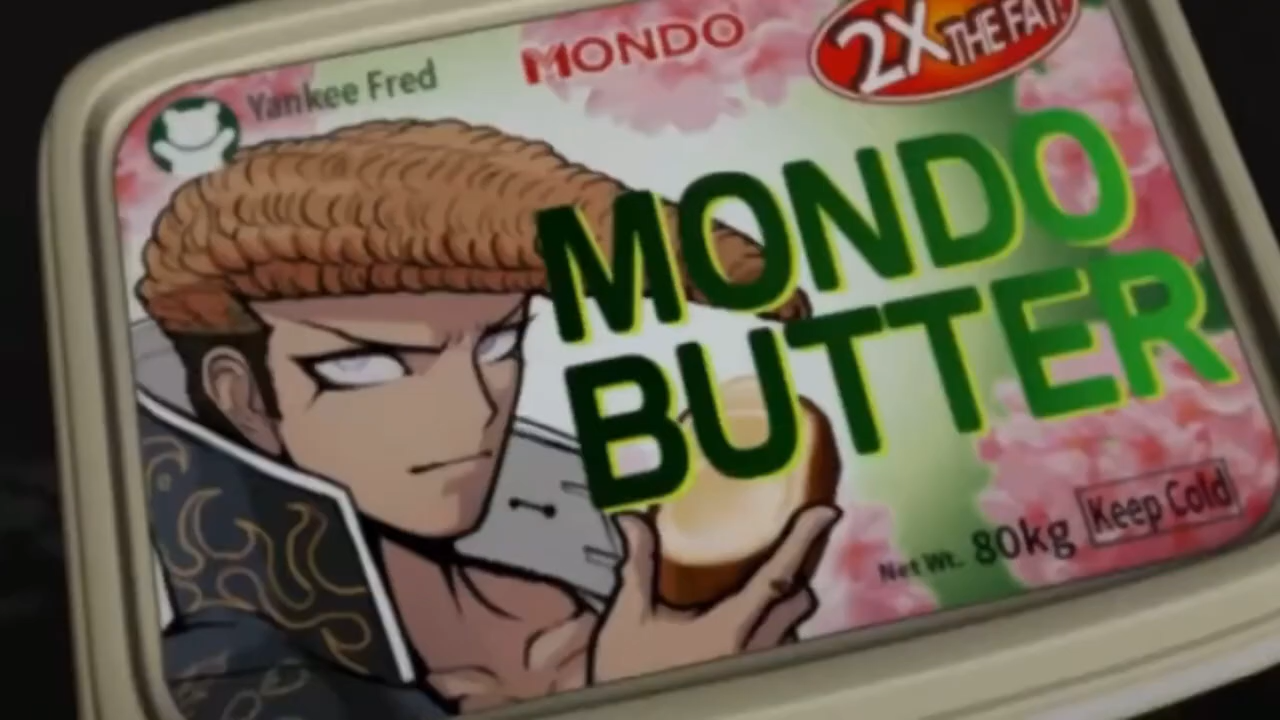 Yankee Fred
MONDO
2X THE FAT!
MONDO
BUTTER
Net Wt. 80kg
Keep Cold